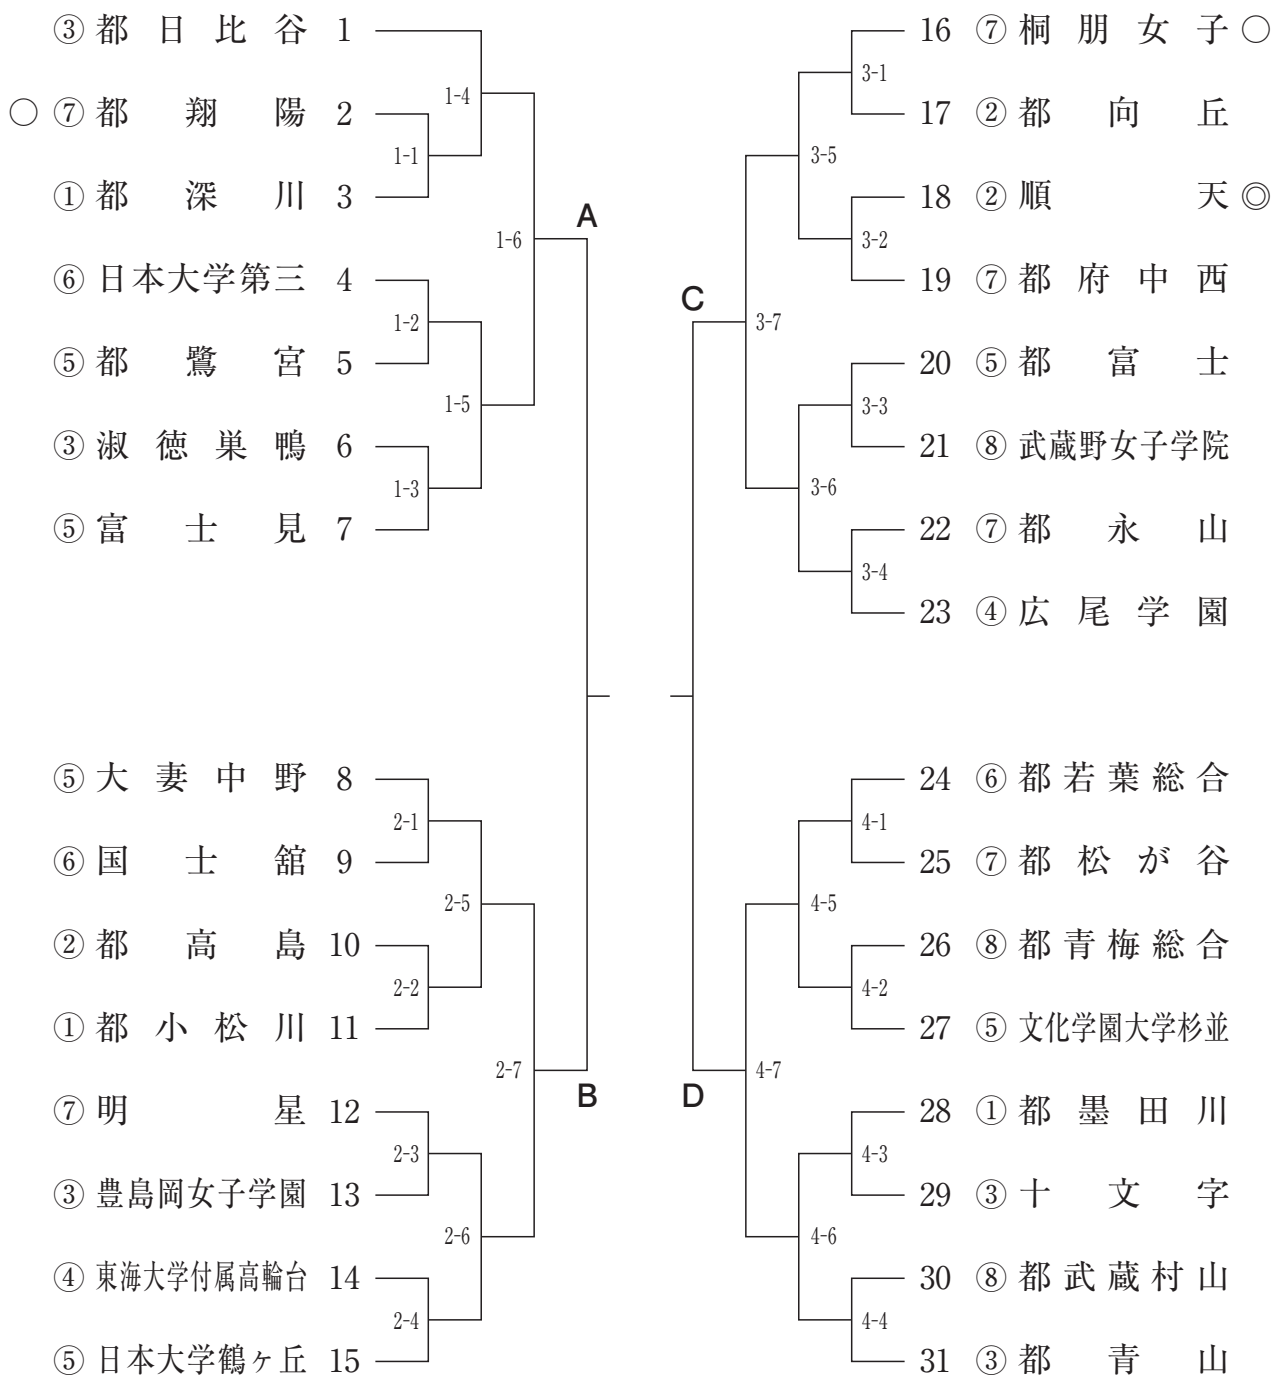 ③ 都日比谷 1
1-4
○ ⑦ 都翔陽 2
1-1
① 都深川 3
A
1-6
⑥ 日本大学第三 4
1-2
⑤ 都鷺宮 5
1-5
③ 淑徳巣鴨 6
1-3
⑤ 富士見 7
⑤ 大妻中野 8
2-1
⑥ 国士舘 9
2-5
② 都高島 10
2-2
① 都小松川 11
2-7
B
⑦ 明星 12
2-3
③ 豊島岡女子学園 13
2-6
④ 東海大学付属高輪台 14
2-4
⑤ 日本大学鶴ヶ丘 15
16 ⑦ 桐朋女子 ○
3-1
17 ② 都向丘
3-5
18 ② 順天 ◎
3-2
19 ⑦ 都府中西
C
3-7
20 ⑤ 都富士
3-3
21 ⑧ 武蔵野女子学院
3-6
22 ⑦ 都永山
3-4
23 ④ 広尾学園
24 ⑥ 都若葉総合
4-1
25 ⑦ 都松が谷
4-5
26 ⑧ 都青梅総合
4-2
27 ⑤ 文化学園大学杉並
D
4-7
28 ① 都墨田川
4-3
29 ③ 十文字
4-6
30 ⑧ 都武蔵村山
4-4
31 ③ 都青山